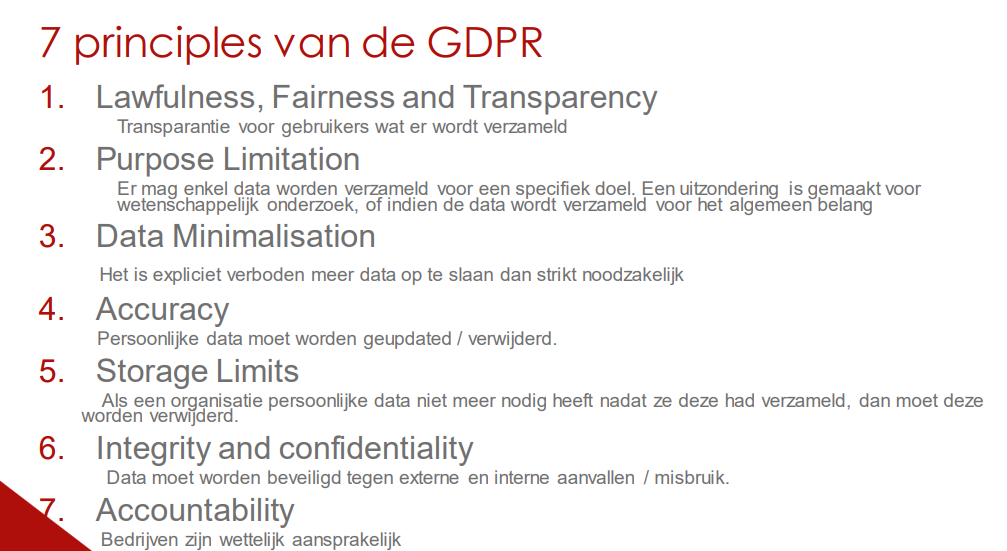 7 principles van de GDPR
1. Lawfulness, Fairness and Transparency
Transparantie voor gebruikers wat er wordt verzameld
2. Purpose Limitation
Er mag enkel data worden verzameld voor een specifiek doel. Een uitzondering is gemaakt voor
wetenschappelijk onderzoek, of indien de data wordt verzameld voor het algemeen belang
3. Data Minimalisation
Het is expliciet verboden meer data op te slaan dan strikt noodzakelijk
4. Accuracy
Persoonlijke data moet worden geupdated / verwijderd.
5. Storage Limits
Als een organisatie persoonlijke data niet meer nodig heeft nadat ze deze had verzameld, dan moet deze
worden verwijderd.
6. Integrity and confidentiality
Data moet worden beveiligd tegen externe en interne aanvallen / misbruik.
7. Accountability
Bedrijven zijn wettelijk aansprakelijk